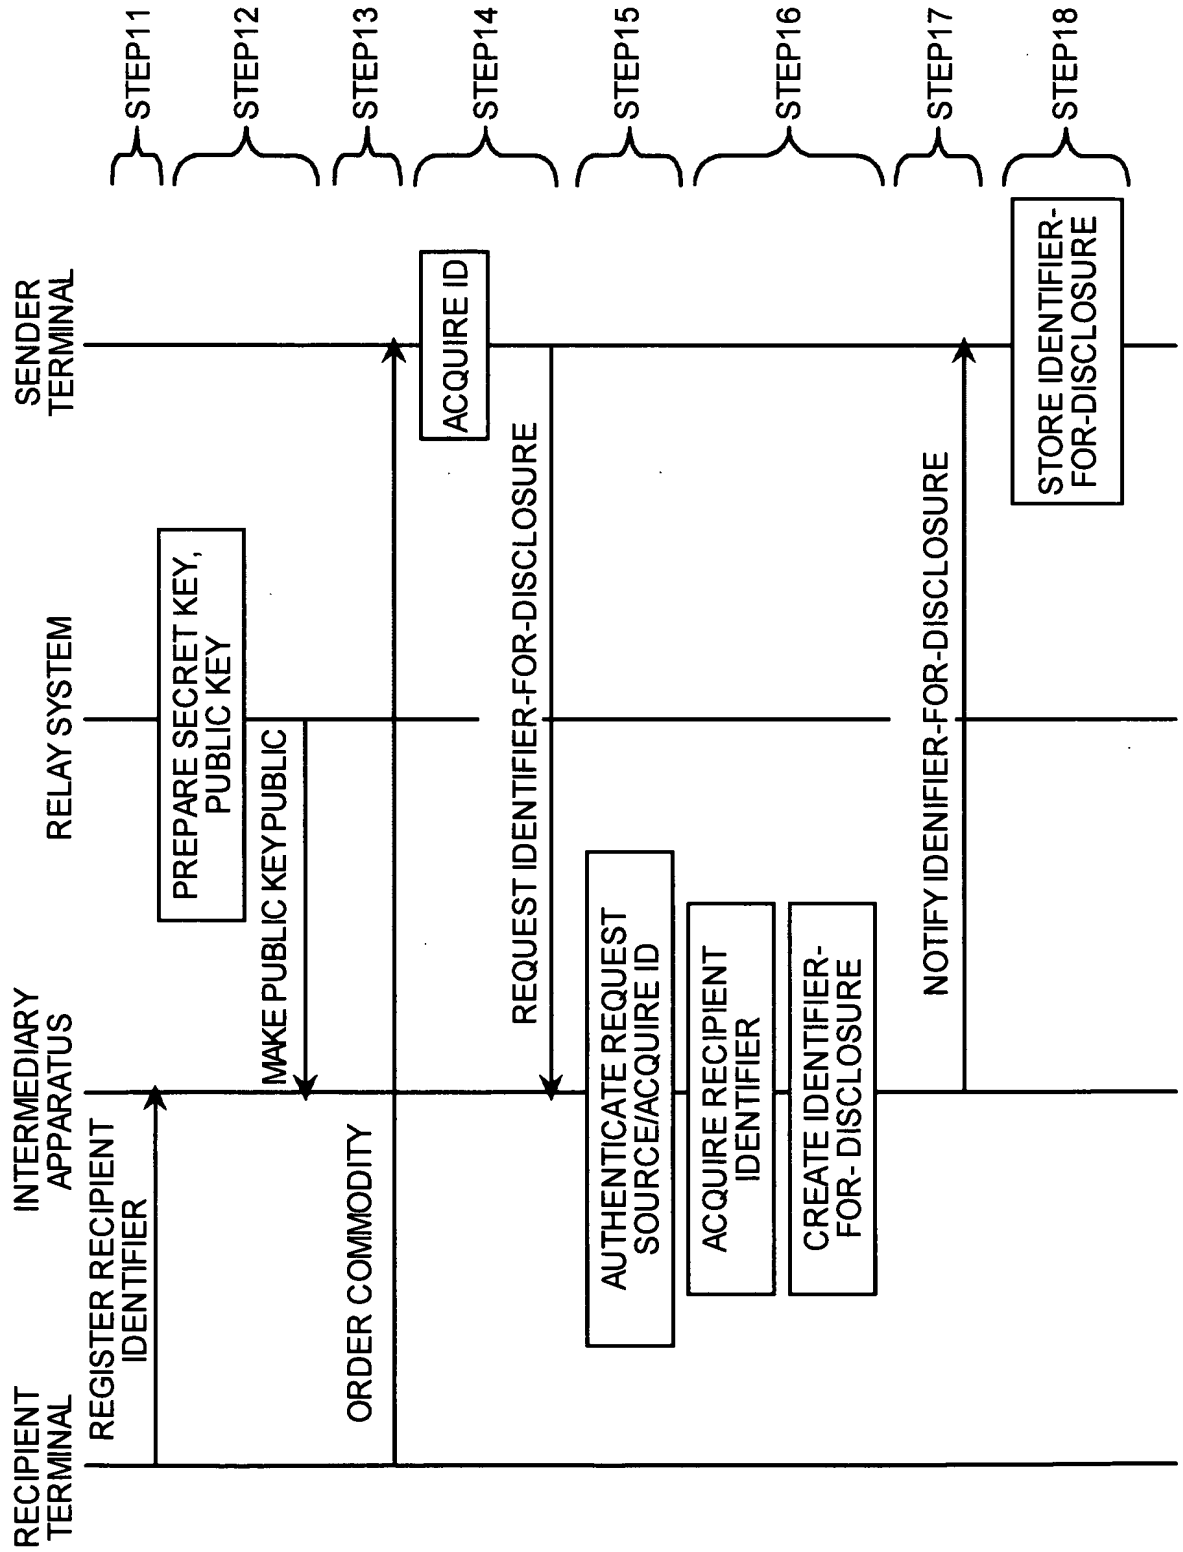 RECIPIENT
TERMINAL
INTERMEDIARY
APPARATUS
RELAY SYSTEM
SENDER
TERMINAL
REGISTER RECIPIENT
IDENTIFIER
STEP11
PREPARE SECRET KEY,
PUBLIC KEY
MAKE PUBLIC KEY PUBLIC
STEP12
ORDER COMMODITY
STEP13
ACQUIRE ID
REQUEST IDENTIFIER-FOR-DISCLOSURE
STEP14
AUTHENTICATE REQUEST
SOURCE/ACQUIRE ID
STEP15
ACQUIRE RECIPIENT
IDENTIFIER
CREATE IDENTIFIER-
FOR- DISCLOSURE
STEP16
NOTIFY IDENIFIER-FOR-DISCLOSURE
STEP17
STORE IDENTIFIER-
FOR-DISCLOSURE
STEP18